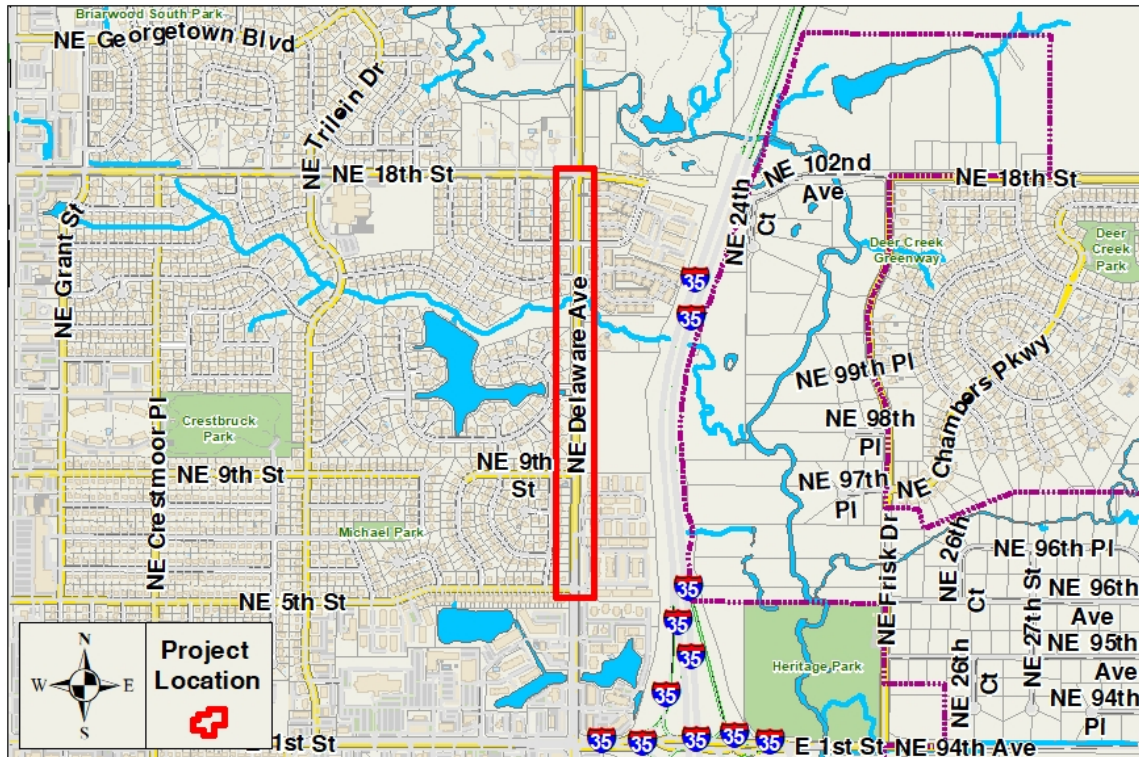 Briarwood South Park
NE Georgetown Blvd
NE Trilein Dr
NE 18th St
NE 102nd
Ave
NE 18th St
NE 24th
Ct
NE Grant St
Deer Creek
Greenway
Deer
Creek
Park
35
35
NE Delaware Ave
NE Chambers Pkwy
NE 99th Pl
NE Crestmoor Pl
Crestbruck
Park
NE 98th
Pl
NE 9th St
NE 9th
St
NE 97th
Pl
Michael Park
NE 5th St
35
NE Frisk Dr
NE 26th
Ct
NE 96th Pl
NE 96th
Ave
NE 27th St
NE 95th
Ave
NE 26th
Ct
NE 94th
Pl
35
35
35
Heritage Park
N
W
E
S
Project
Location
E 1st St
35
35
35
35
35
E 1st St
NE 94th Ave